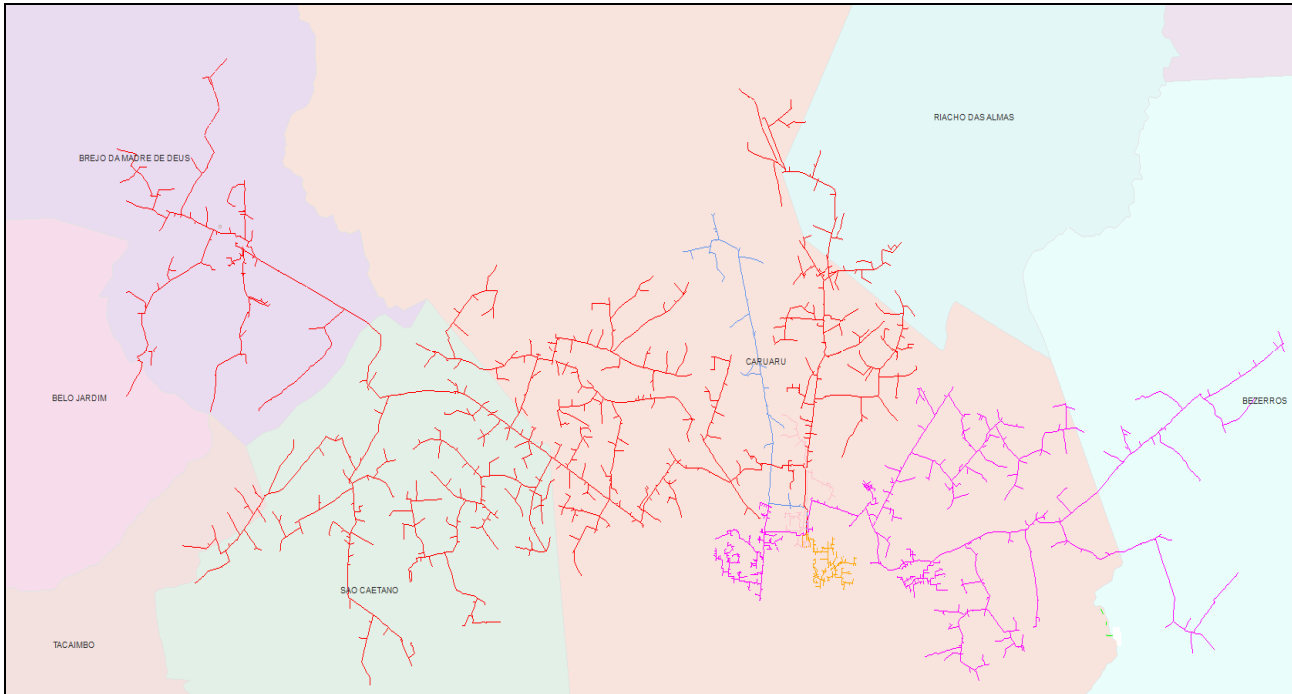 RIACHO DAS ALMAS
BREJO DA MADRE DE DEUS
CARUARU
BELO JARDIM
BEZERROS
SAO CAETANO
TACAIMBO